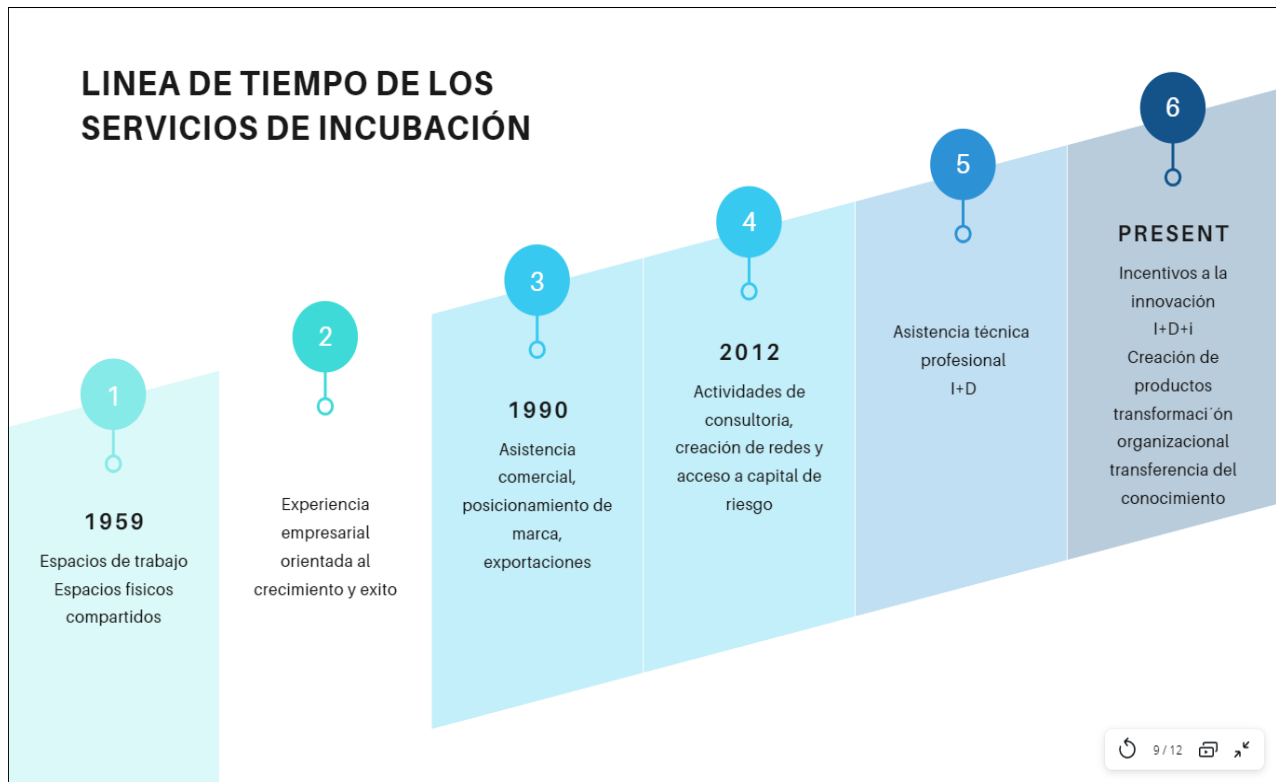 LINEA DE TIEMPO DE LOS
SERVICIOS DE INCUBACIÓN
1
1959
Espacios de trabajo
Espacios fisicos
compartidos
2
Experiencia
empresarial
orientada al
crecimiento y exito
3
1990
Asistencia
comercial,
posicionamiento de
marca,
exportaciones
4
2012
Actividades de
consultoria,
creación de redes y
acceso a capital de
riesgo
5
Asistencia técnica
profesional
I+D
6
PRESENT
Incentivos a la
innovación
I+D+i
Creación de
productos
transformaci´ón
organizacional
transferencia del
conocimiento
9 / 12